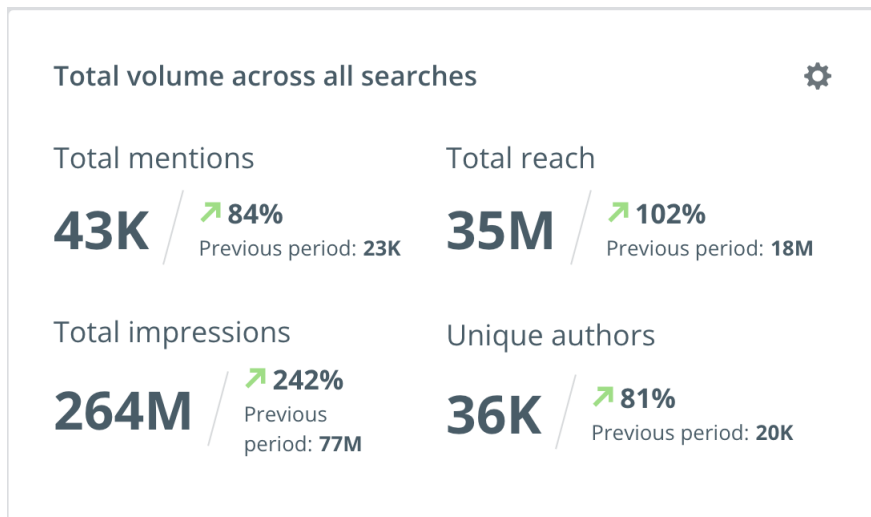 Total volume across all searches
Total mentions
43K
84%
Previous period: 23K
Total reach
35M
102%
Previous period: 18M
Total impressions
264M
242%
Previous
period: 77M
Unique authors
36K
81%
Previous period: 20K